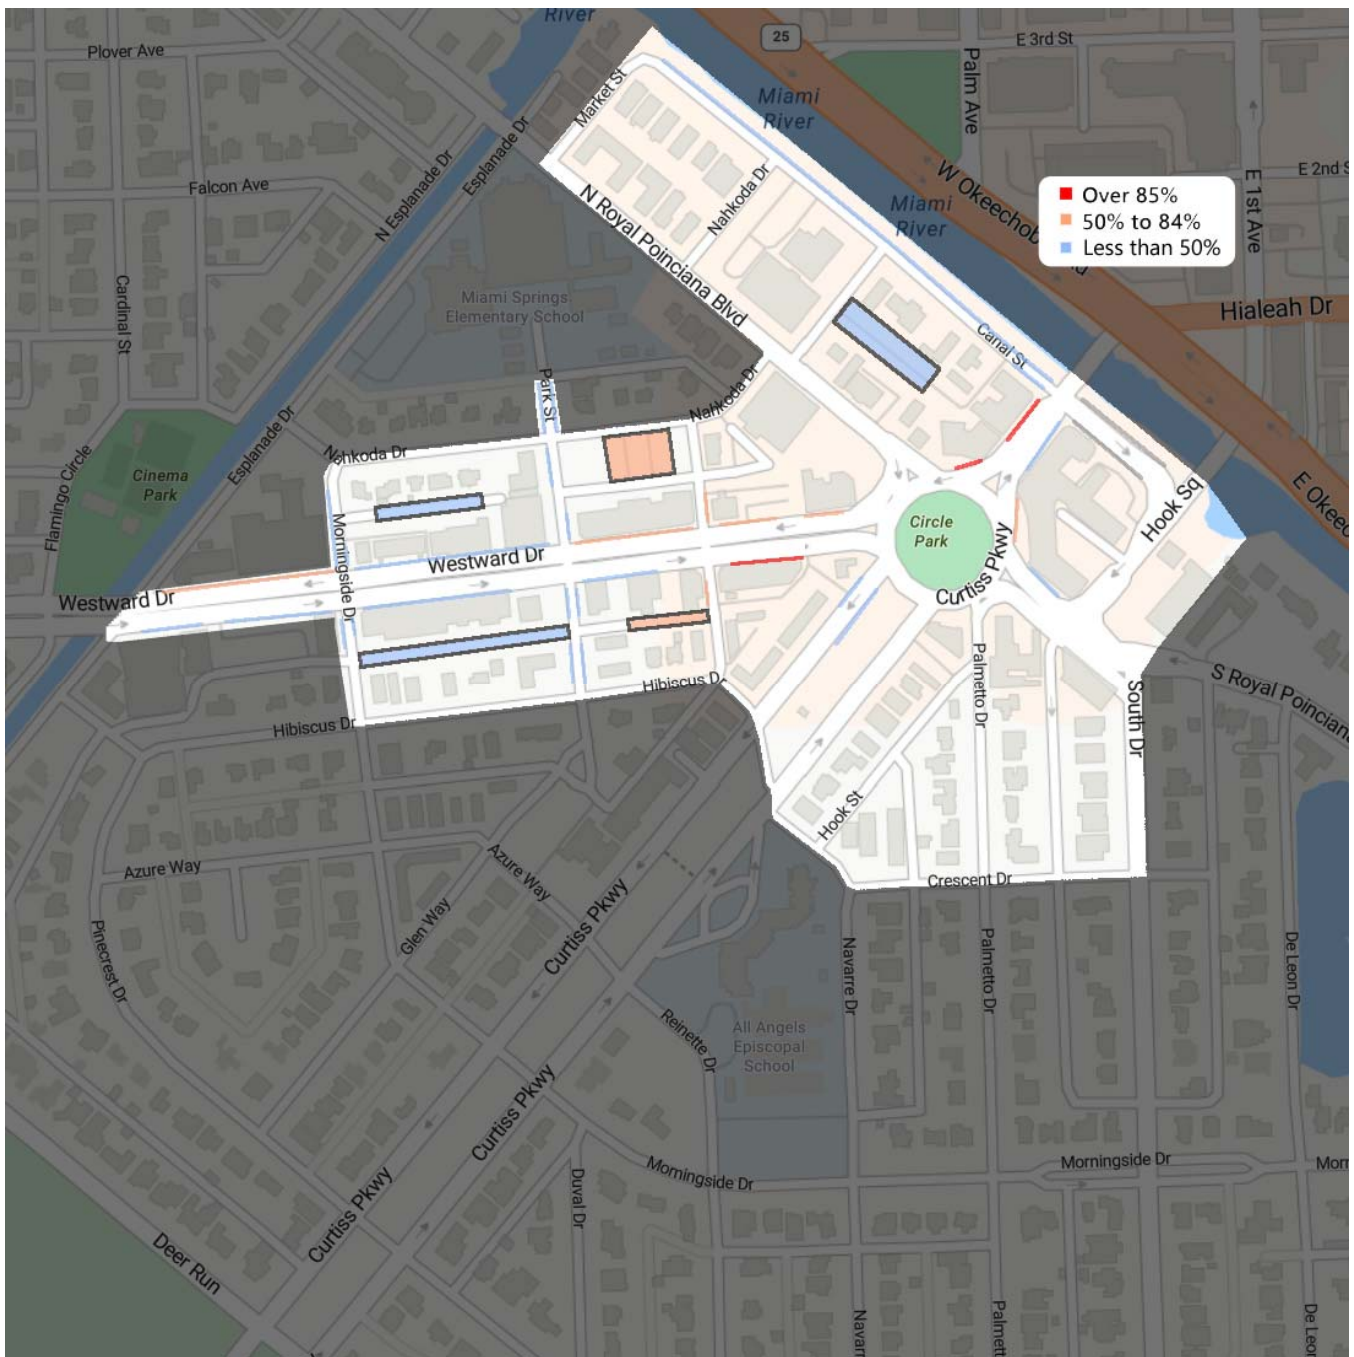 River
25
E 3rd St
Plover Ave
Palm Ave
Market St
Miami
River
Esplanade Dr
N Esplanade Dr
E 2nd S
Falcon Ave
Nahkoda Dr
W Okeechob
E 1st Ave
Over 85%
50% to 84%
Less than 50%
Miami
River
N Royal Poinciana Blvd
Cardinal St
Miami Springs
Elementary School
Hialeah Dr
Canal St
Park St
Nahkoda Dr
Esplanade Dr
Nahkoda Dr
Flamingo Circle
Cinema
Park
E Okeec
Hook Sq
Circle
Park
Morningside Dr
Westward Dr
Curtiss Pkwy
Westward Dr
Palmetto Dr
Hibiscus Dr
S Royal Poinciana
South Dr
Hibiscus Dr
Hook St
Azure Way
Azure Way
Crescent Dr
Glen Way
Curtiss Pkwy
Pinecrest Dr
Navarre Dr
Palmetto Dr
De Leon Dr
Reinette Dr
All Angels
Episcopal
School
Curtiss Pkwy
Morningside Dr
Morningside Dr
Morr
Curtiss Pkwy
Duval Dr
Deer Run
Navarr
Palmett
De Leor